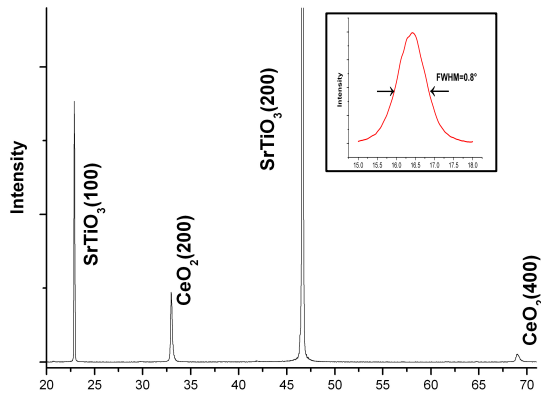 Intensity
SrTiO₃(100)
CeO₂(200)
SrTiO₃(200)
CeO₂(400)
20 25 30 35 40 45 50 55 60 65 70
Intensity
FWHM=0.8°
15.0 15.5 16.0 16.5 17.0 17.5 18.0